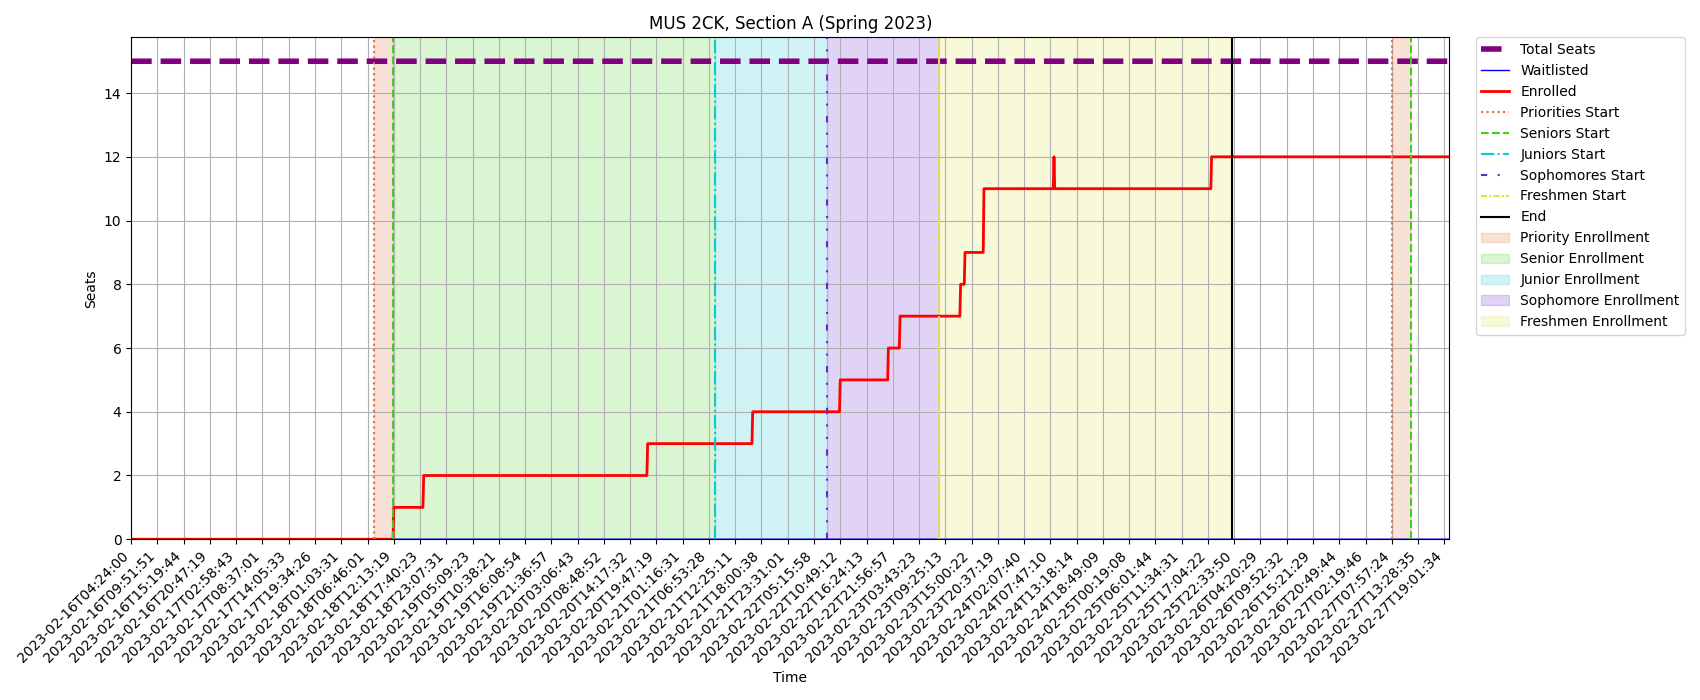 MUS 2CK, Section A (Spring 2023)
14
12
10
8
6
4
2
0
Seats
2023-02-16T04:24:00
2023-02-16T09:51:51
2023-02-16T15:19:44
2023-02-16T20:47:19
2023-02-17T02:58:43
2023-02-17T08:37:01
2023-02-17T14:05:33
2023-02-17T19:34:26
2023-02-18T01:03:31
2023-02-18T06:46:01
2023-02-18T12:13:19
2023-02-18T17:40:23
2023-02-18T23:07:31
2023-02-19T05:09:23
2023-02-19T10:38:21
2023-02-19T16:08:54
2023-02-19T21:36:57
2023-02-20T03:06:43
2023-02-20T08:48:52
2023-02-20T14:17:32
2023-02-20T19:47:19
2023-02-21T01:16:31
2023-02-21T06:53:28
2023-02-21T12:25:11
2023-02-21T18:00:38
2023-02-21T23:31:01
2023-02-22T05:15:58
2023-02-22T10:49:12
2023-02-22T16:24:13
2023-02-22T21:56:57
2023-02-23T03:43:23
2023-02-23T09:25:13
2023-02-23T15:00:22
2023-02-23T20:37:19
2023-02-24T02:07:40
2023-02-24T07:47:10
2023-02-24T13:18:14
2023-02-24T18:49:09
2023-02-25T00:19:08
2023-02-25T06:01:44
2023-02-25T11:34:31
2023-02-25T17:04:22
2023-02-25T22:33:50
2023-02-26T04:20:29
2023-02-26T09:52:32
2023-02-26T15:21:29
2023-02-26T20:49:44
2023-02-27T02:19:46
2023-02-27T07:57:24
2023-02-27T13:28:35
2023-02-27T19:01:34
Time
Total Seats
Waitlisted
Enrolled
Priorities Start
Seniors Start
Juniors Start
Sophomores Start
Freshmen Start
End
Priority Enrollment
Senior Enrollment
Junior Enrollment
Sophomore Enrollment
Freshmen Enrollment